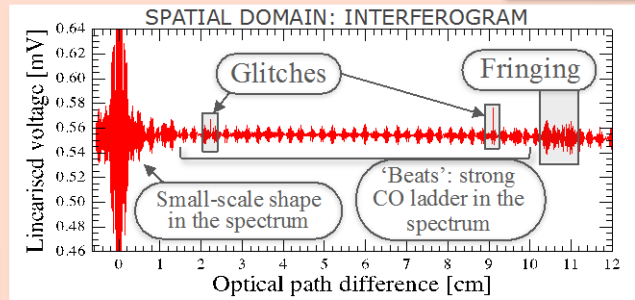 SPATIAL DOMAIN: INTERFEROGRAM
Linearised voltage [mV]
0.64
0.62
0.60
0.58
0.56
0.54
0.52
0.50
0.48
0.46
Glitches
Fringing
Small-scale shape
in the spectrum
‘Beats’: strong
CO ladder in the
spectrum
0 1 2 3 4 5 6 7 8 9 10 11 12
Optical path difference [cm]